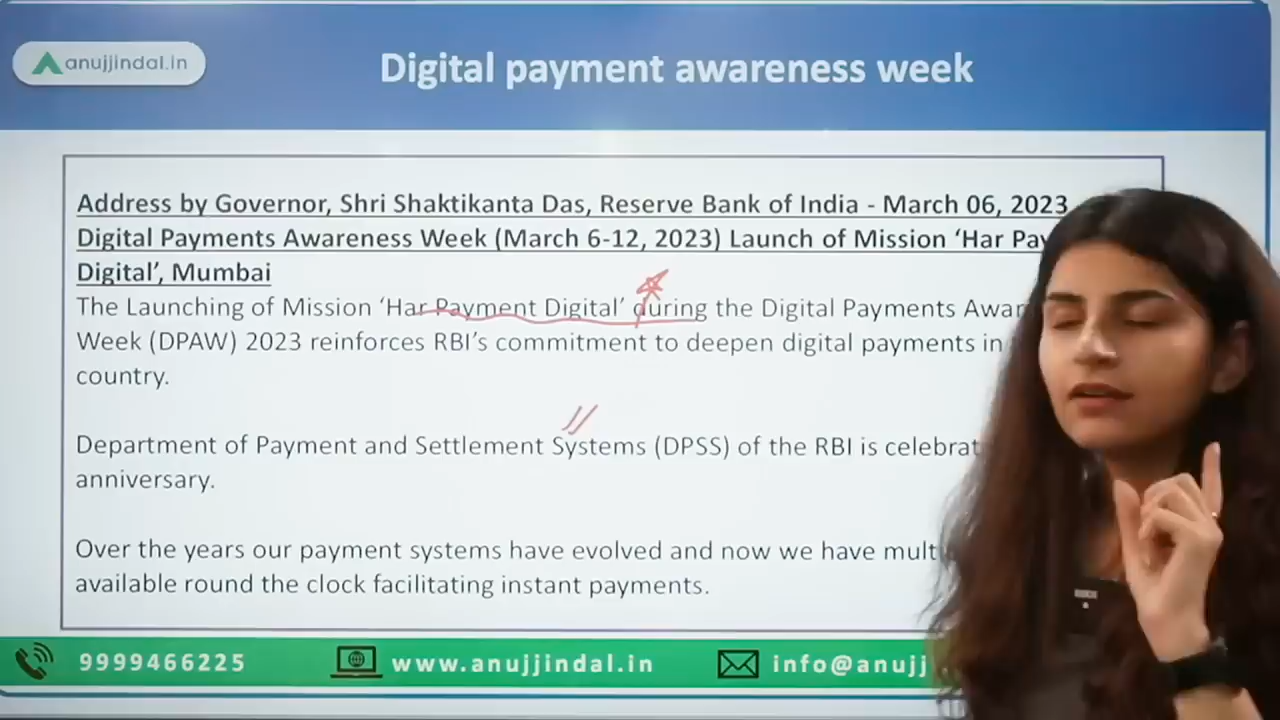 anujjindal.in
Digital payment awareness week
Address by Governor, Shri Shaktikanta Das, Reserve Bank of India - March 06, 2023
Digital Payments Awareness Week (March 6-12, 2023) Launch of Mission ‘Har Pay
Digital’, Mumbai
The Launching of Mission ‘Har Payment Digital’ during the Digital Payments Awar
Week (DPAW) 2023 reinforces RBI’s commitment to deepen digital payments in
country.
Department of Payment and Settlement Systems (DPSS) of the RBI is celebrat
anniversary.
Over the years our payment systems have evolved and now we have mult
available round the clock facilitating instant payments.
9999466225
www.anujjindal.in
info@anujj